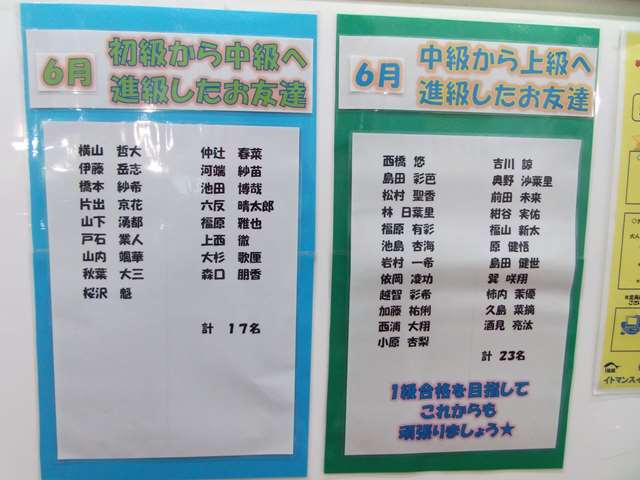 6月
初級から中級へ
進級したお友達
横山 哲大
伊藤 岳志
橋本 紗希
片出 京花
山下 湧都
戸石 業人
山内 颯華
秋葉 大三
桜沢 魁
仲辻 春菜
河端 紗苗
池田 博哉
六反 晴太郎
福原 雅也
上西 徹
大杉 歌匣
森口 朋香
計 17名
6月
中級から上級へ
進級したお友達
西橋 悠
島田 彩芭
松村 聖香
林 日葉里
福原 有彩
池島 杏海
岩村 一希
依岡 凌功
越智 彩希
加藤 祐俐
西浦 大翔
小原 杏梨
吉川 諒
奥野 沙菜里
前田 未来
紺谷 実佑
福山 新太
原 健悟
島田 健世
巽 咲翔
柿内 茉優
久島 菜摘
酒見 亮汰
計 23名
1級合格を目指して
これからも
頑張りましょう★
イトマンスイ